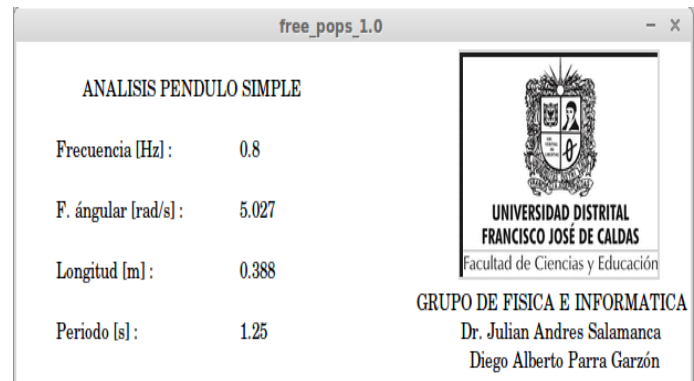 free_pops_1.0
ANALISIS PENDULO SIMPLE
Frecuencia [Hz] : 0.8
F. ángular [rad/s] : 5.027
Longitud [m] : 0.388
Periodo [s] : 1.25
UNIVERSIDAD DISTRITAL
FRANCISCO JOSÉ DE CALDAS
Facultad de Ciencias y Educación
GRUPO DE FISICA E INFORMATICA
Dr. Julian Andres Salamanca
Diego Alberto Parra Garzón